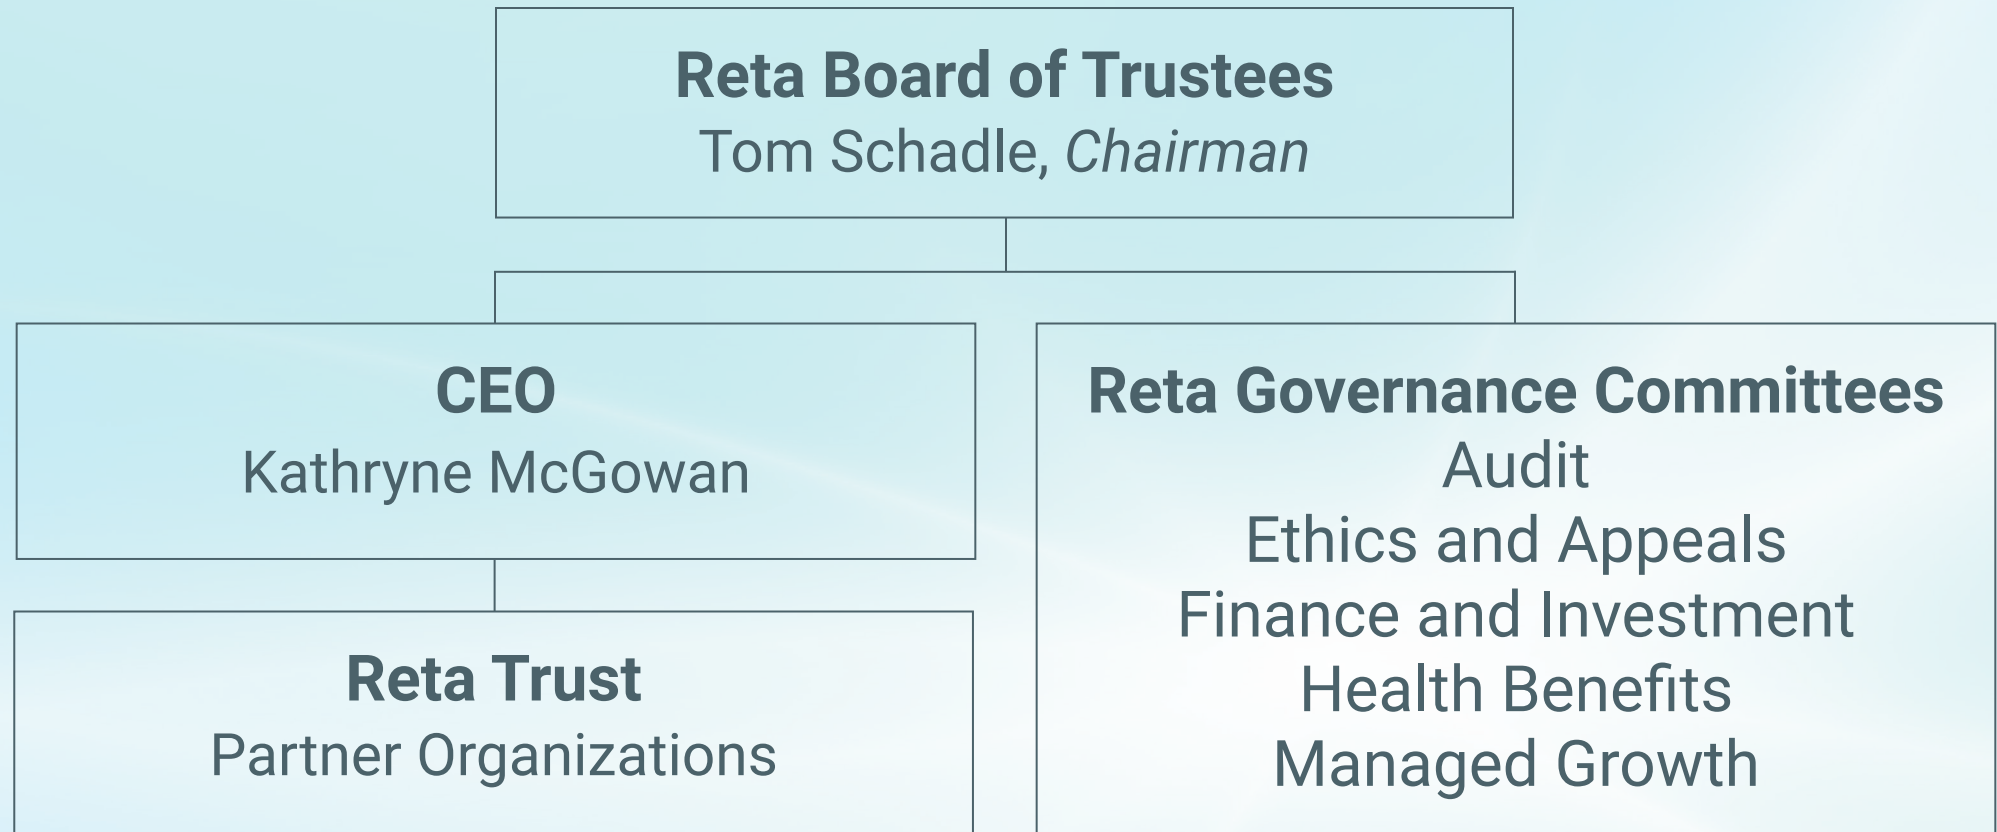 Reta Board of Trustees
Tom Schadle, Chairman
CEO
Kathryne McGowan
Reta Trust
Partner Organizations
Reta Governance Committees
Audit
Ethics and Appeals
Finance and Investment
Health Benefits
Managed Growth